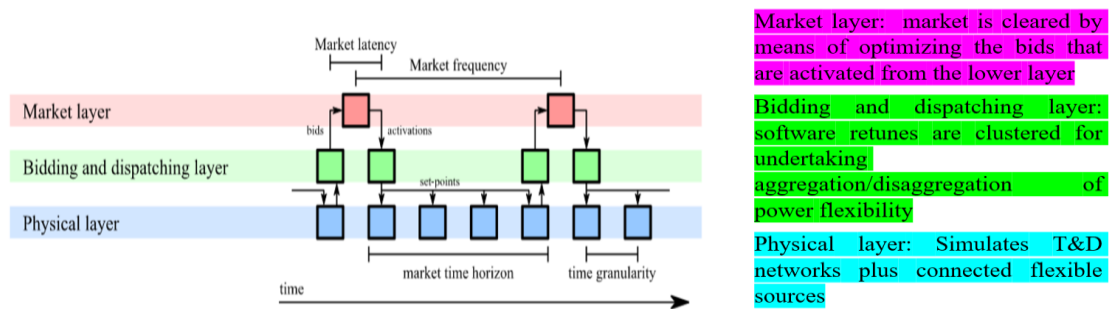 Market latency
Market frequency
Market layer
bids
activations
Bidding and dispatching layer
set-points
Physical layer
market time horizon
time granularity
time
Market layer: market is cleared by
means of optimizing the bids that
are activated from the lower layer
Bidding and dispatching layer:
software retunes are clustered for
undertaking
aggregation/disaggregation of
power flexibility
Physical layer: Simulates T&D
networks plus connected flexible
sources